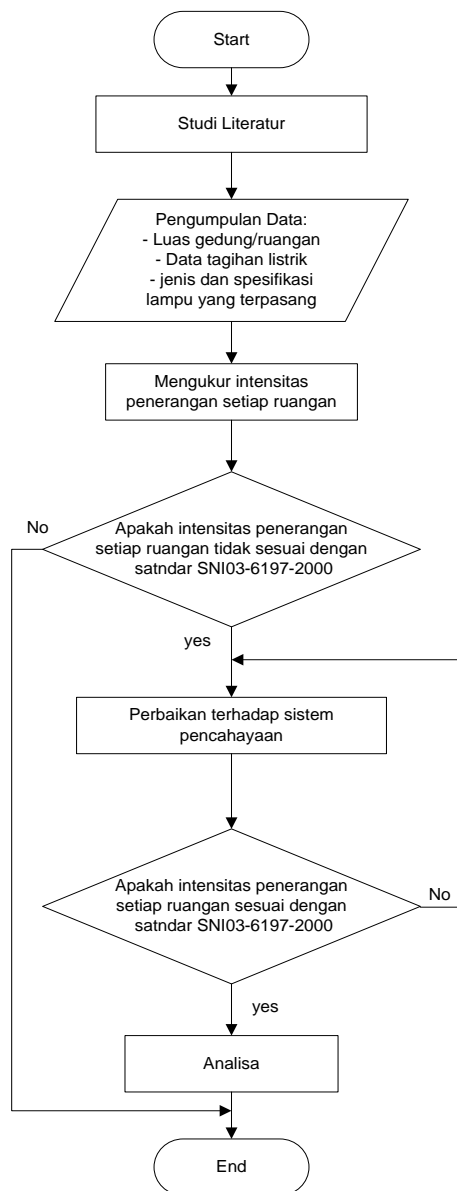 Start
Studi Literatur
Pengumpulan Data:
- Luas gedung/ruangan
- Data tagihan listrik
- jenis dan spesifikasi
lampu yang terpasang
Mengukur intensitas
penerangan setiap ruangan
No
Apakah intensitas penerangan
setiap ruangan tidak sesuai dengan
satndar SNI03-6197-2000
yes
Perbaikan terhadap sistem
pencahayaan
Apakah intensitas penerangan
setiap ruangan sesuai dengan
satndar SNI03-6197-2000
No
yes
Analisa
End